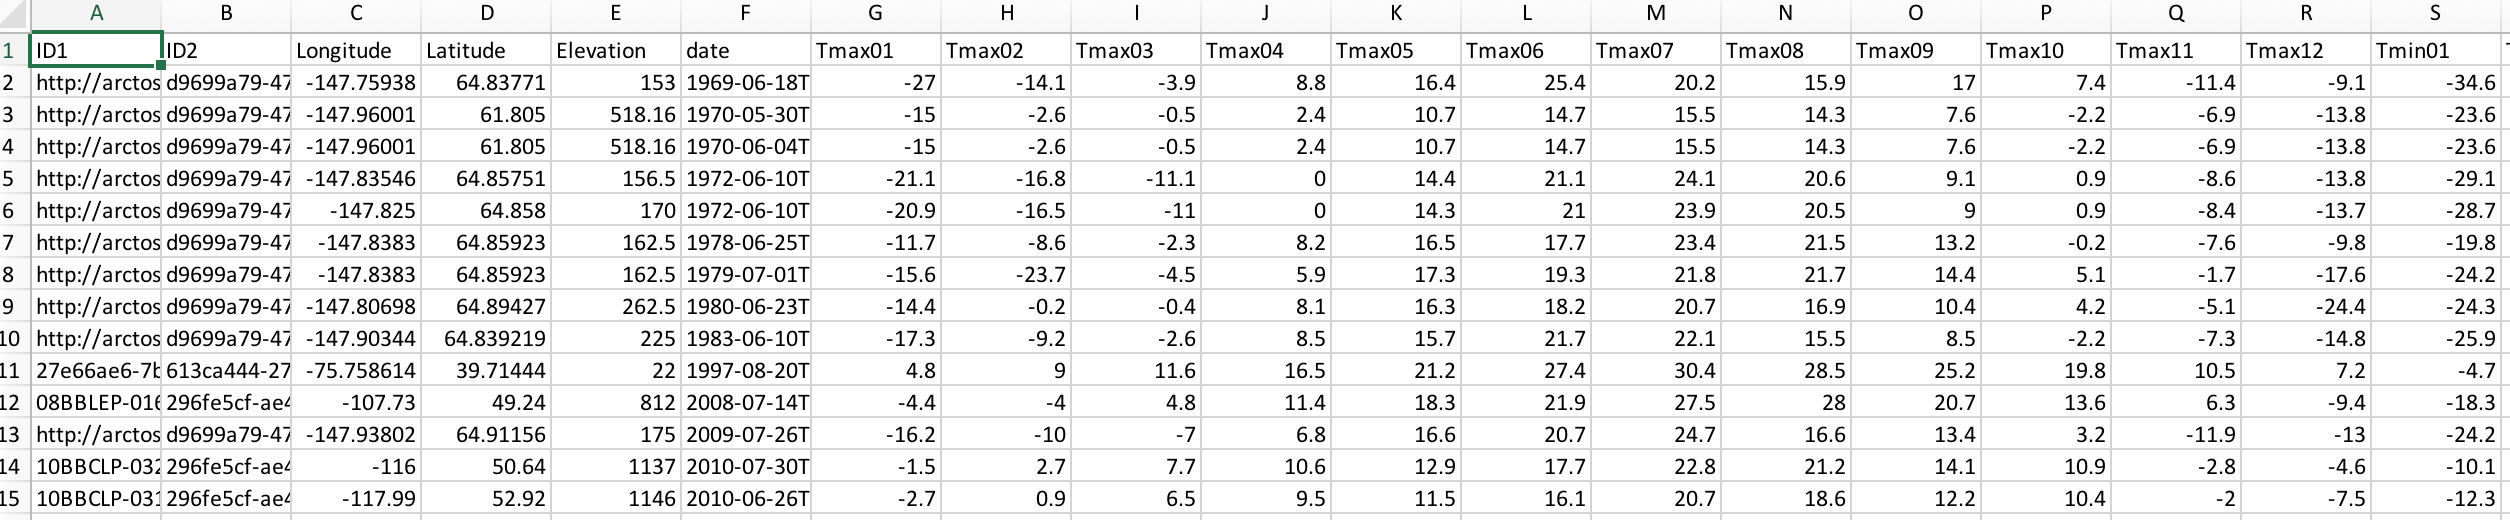 A B C D E F G H I J K L M N O P Q R S
1 ID1 ID2 Longitude Latitude Elevation date Tmax01 Tmax02 Tmax03 Tmax04 Tmax05 Tmax06 Tmax07 Tmax08 Tmax09 Tmax10 Tmax11 Tmax12 Tmin01
2 http://arctos d9699a79-47 -147.75938 64.83771 153 1969-06-18T -27 -14.1 -3.9 8.8 16.4 25.4 20.2 15.9 17 7.4 -11.4 -9.1 -34.6
3 http://arctos d9699a79-47 -147.96001 61.805 518.16 1970-05-30T -15 -2.6 -0.5 2.4 10.7 14.7 15.5 14.3 7.6 -2.2 -6.9 -13.8 -23.6
4 http://arctos d9699a79-47 -147.96001 61.805 518.16 1970-06-04T -15 -2.6 -0.5 2.4 10.7 14.7 15.5 14.3 7.6 -2.2 -6.9 -13.8 -23.6
5 http://arctos d9699a79-47 -147.83546 64.85751 156.5 1972-06-10T -21.1 -16.8 -11.1 0 14.4 21.1 24.1 20.6 9.1 0.9 -8.6 -13.8 -29.1
6 http://arctos d9699a79-47 -147.825 64.858 170 1972-06-10T -20.9 -16.5 -11 0 14.3 21 23.9 20.5 9 0.9 -8.4 -13.7 -28.7
7 http://arctos d9699a79-47 -147.8383 64.85923 162.5 1978-06-25T -11.7 -8.6 -2.3 8.2 16.5 17.7 23.4 21.5 13.2 -0.2 -7.6 -9.8 -19.8
8 http://arctos d9699a79-47 -147.8383 64.85923 162.5 1979-07-01T -15.6 -23.7 -4.5 5.9 17.3 19.3 21.8 21.7 14.4 5.1 -1.7 -17.6 -24.2
9 http://arctos d9699a79-47 -147.80698 64.89427 262.5 1980-06-23T -14.4 -0.2 -0.4 8.1 16.3 18.2 20.7 16.9 10.4 4.2 -5.1 -24.4 -24.3
10 http://arctos d9699a79-47 -147.90344 64.839219 225 1983-06-10T -17.3 -9.2 -2.6 8.5 15.7 21.7 22.1 15.5 8.5 -2.2 -7.3 -14.8 -25.9
11 27e66ae6-7b 613ca444-27 -75.758614 39.71444 22 1997-08-20T 4.8 9 11.6 16.5 21.2 27.4 30.4 28.5 25.2 19.8 10.5 7.2 -4.7
12 08BBLEP-016 296fe5cf-ae4 -107.73 49.24 812 2008-07-14T -4.4 -4 4.8 11.4 18.3 21.9 27.5 28 20.7 13.6 6.3 -9.4 -18.3
13 http://arctos d9699a79-47 -147.93802 64.91156 175 2009-07-26T -16.2 -10 -7 6.8 16.6 20.7 24.7 16.6 13.4 3.2 -11.9 -13 -24.2
14 10BBCLP-032 296fe5cf-ae4 -116 50.64 1137 2010-07-30T -1.5 2.7 7.7 10.6 12.9 17.7 22.8 21.2 14.1 10.9 -2.8 -4.6 -10.1
15 10BBCLP-031 296fe5cf-ae4 -117.99 52.92 1146 2010-06-26T -2.7 0.9 6.5 9.5 11.5 16.1 20.7 18.6 12.2 10.4 -2 -7.5 -12.3